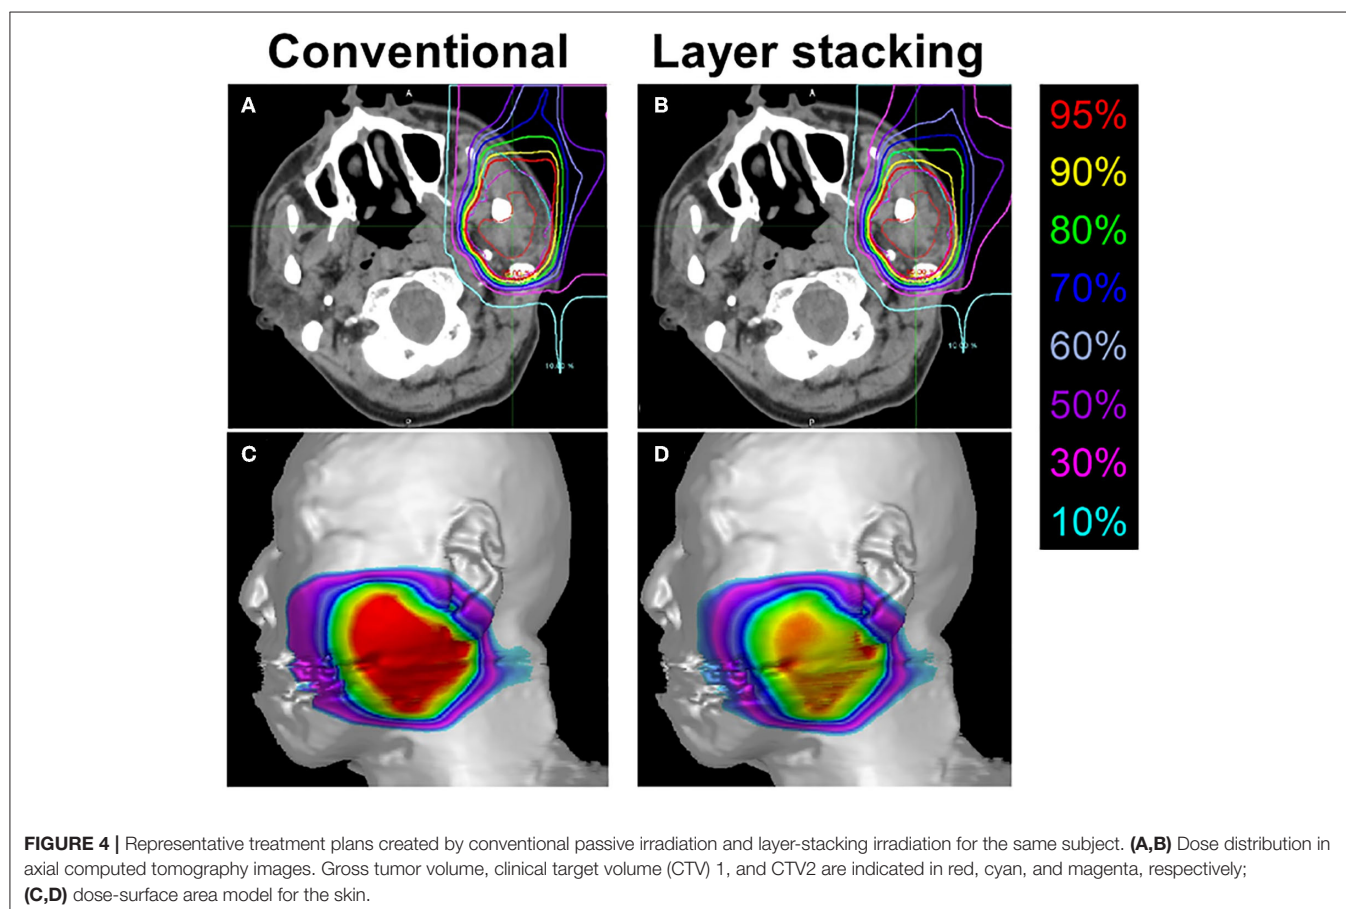 Conventional
Layer stacking
A
A
B
A
95%
90%
80%
70%
60%
50%
30%
10%
10.00 %
P
P
C
D
FIGURE 4 | Representative treatment plans created by conventional passive irradiation and layer-stacking irradiation for the same subject. (A,B) Dose distribution in
axial computed tomography images. Gross tumor volume, clinical target volume (CTV) 1, and CTV2 are indicated in red, cyan, and magenta, respectively;
(C,D) dose-surface area model for the skin.